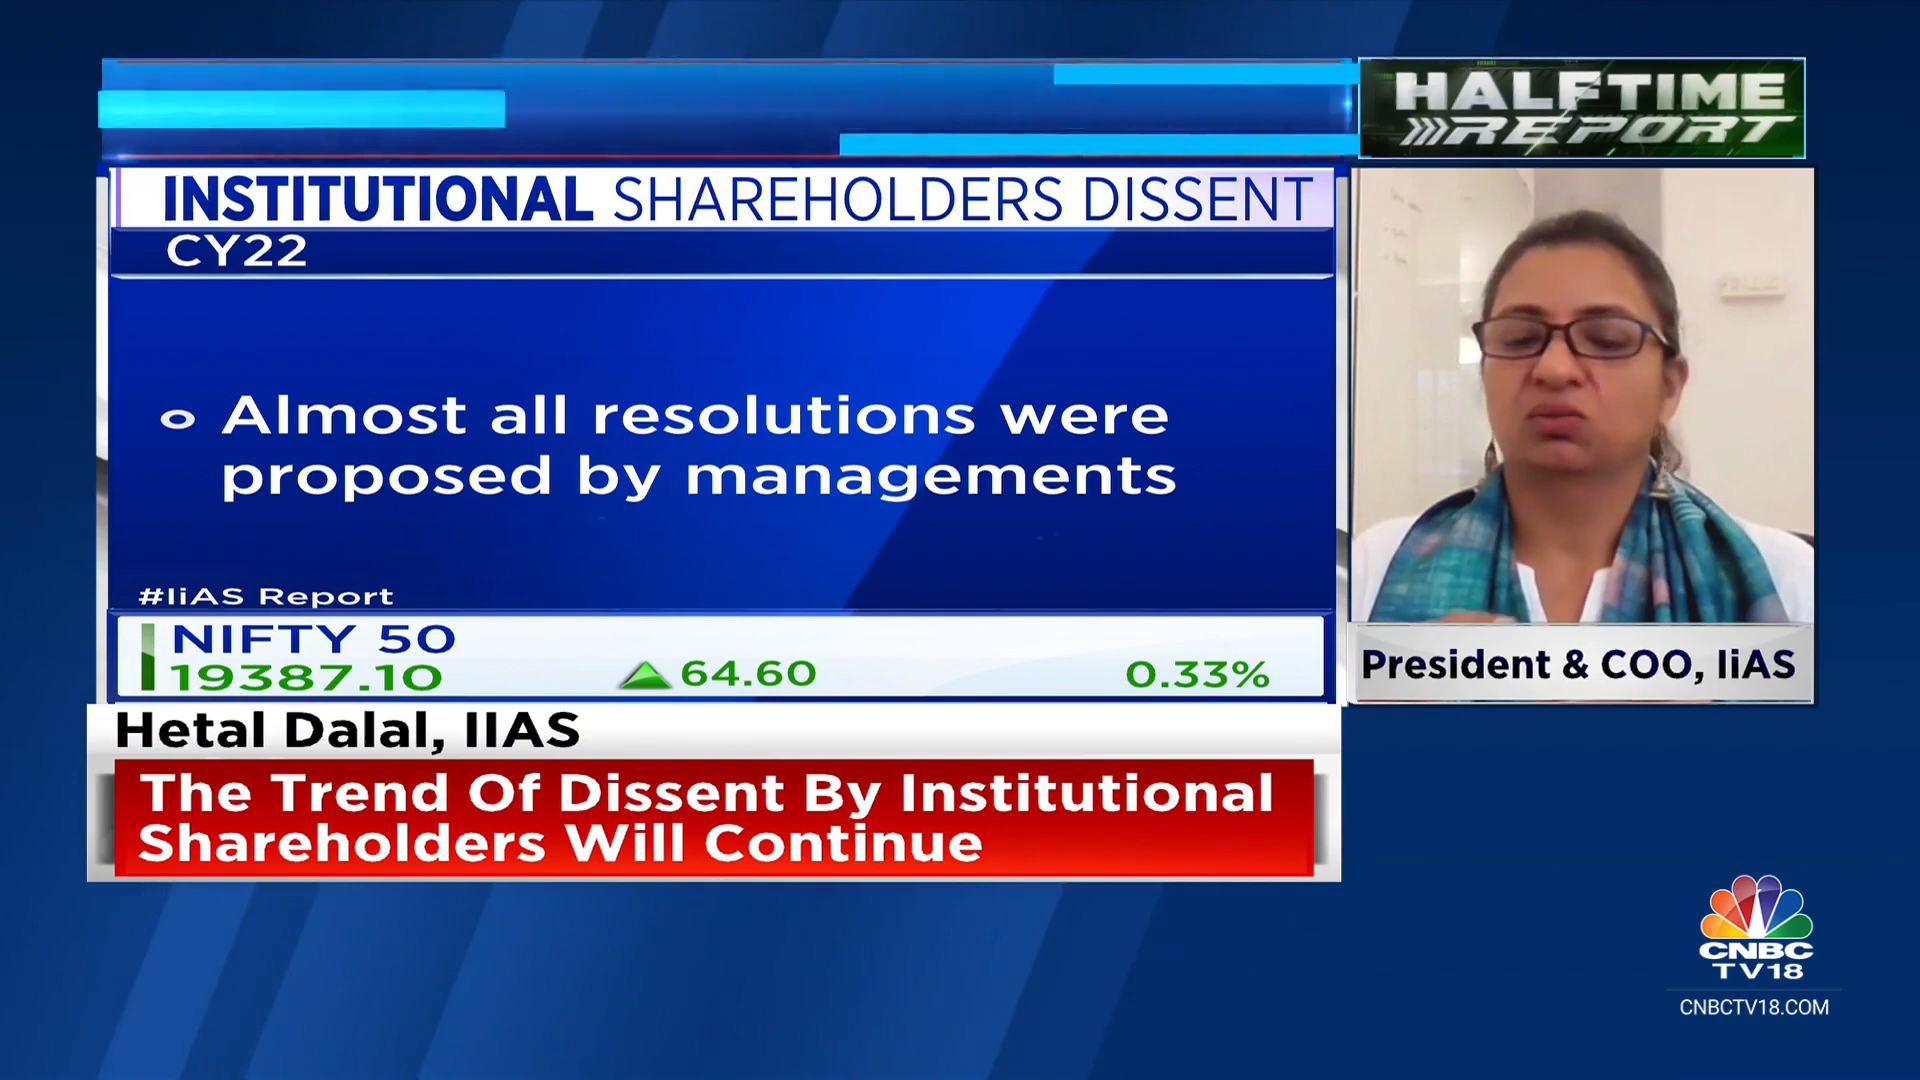 HALFTIME
REPORT
INSTITUTIONAL SHAREHOLDERS DISSENT
CY22
Almost all resolutions were
proposed by managements
#IiAS Report
NIFTY 50
19387.10 64.60 0.33%
President & COO, IiAS
Hetal Dalal, IIAS
The Trend Of Dissent By Institutional
Shareholders Will Continue
CNBC
TV18
CNBCTV18.COM